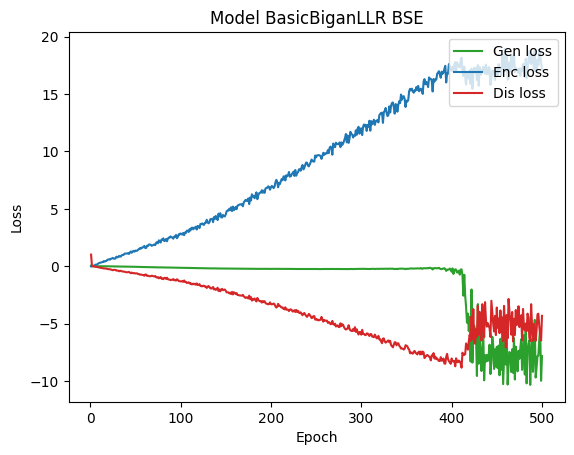 Model BasicBiganLLR BSE
Gen loss
Enc loss
Dis loss
Loss
20
15
10
5
0
−5
−10
0 100 200 300 400 500
Epoch